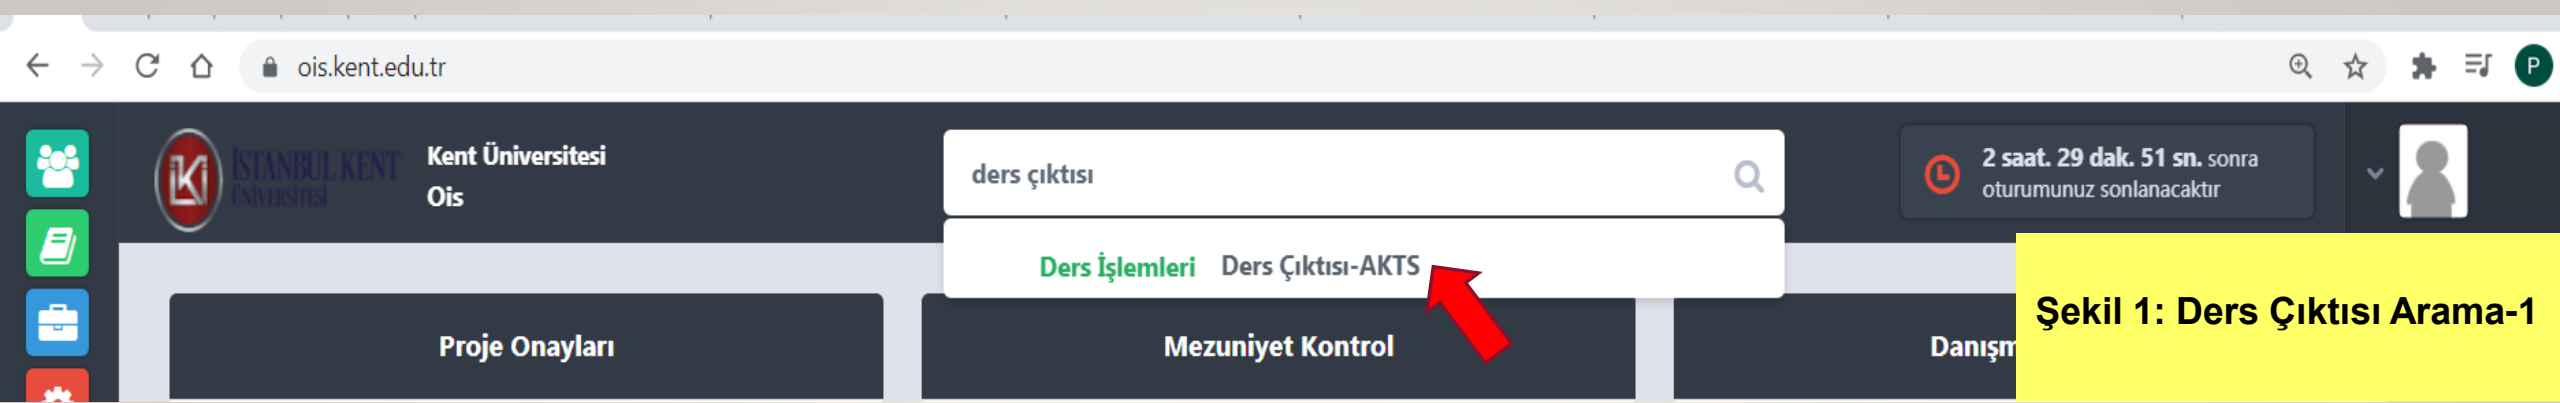 ois.kent.edu.tr
P
İSTANBUL KENT
ÜNİVERSİTESİ
Kent Üniversitesi
Ois
ders çıktısı
2 saat. 29 dak. 51 sn. sonra
oturumunuz sonlanacaktır
Ders İşlemleri Ders Çıktısı-AKTS
Proje Onayları
Mezuniyet Kontrol
Şekil 1: Ders Çıktısı Arama-1